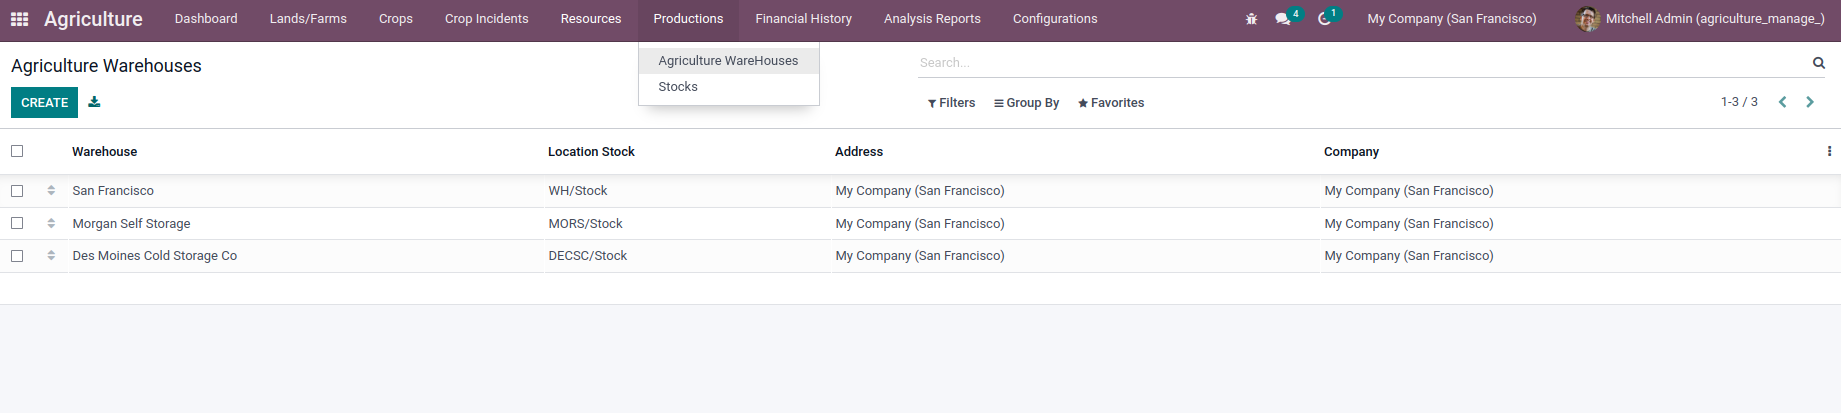 Agriculture Dashboard Lands/Farms Crops Crop Incidents Resources Productions Financial History Analysis Reports Configurations 4 1 My Company (San Francisco) Mitchell Admin (agriculture_manage_)
Agriculture WareHouses
Stocks
Agriculture Warehouses
Search...
CREATE
Filters Group By Favorites 1-3 / 3
Warehouse Location Stock Address Company
San Francisco WH/Stock My Company (San Francisco) My Company (San Francisco)
Morgan Self Storage MORS/Stock My Company (San Francisco) My Company (San Francisco)
Des Moines Cold Storage Co DECSC/Stock My Company (San Francisco) My Company (San Francisco)